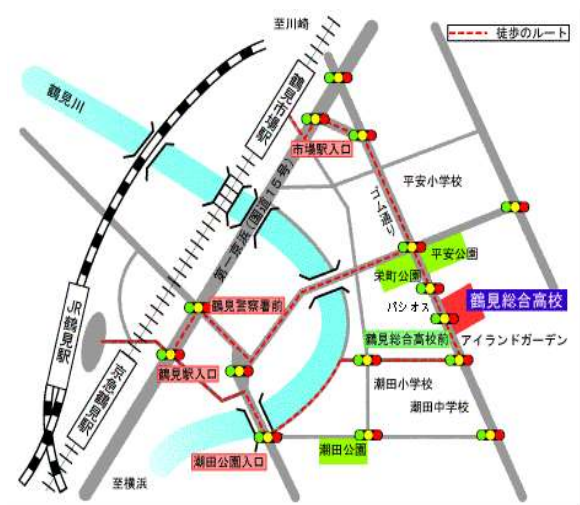 至川崎
徒歩のルート
鶴見川
鶴見市場駅
市場駅入口
第一京浜(国道15号)
ゴム通り
平安小学校
平安公園
栄町公園
鶴見総合高校
パシオス
鶴見警察署前
鶴見総合高校前
アイランドガーデン
JR鶴見駅
京急鶴見駅
鶴見駅入口
潮田小学校
潮田中学校
潮田公園入口
潮田公園
至横浜